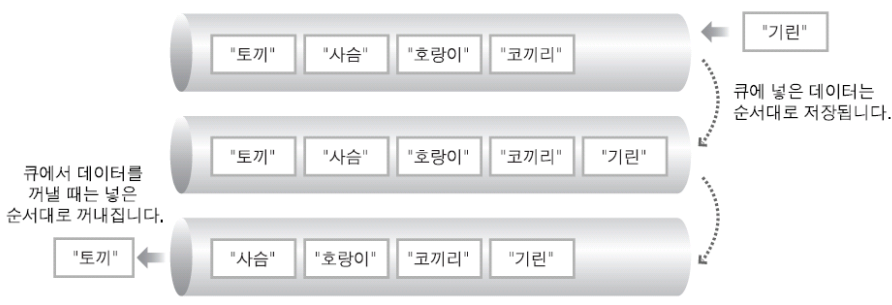 "토끼" "사슴" "호랑이" "코끼리" "기린"
큐에 넣은 데이터는
순서대로 저장됩니다.
"토끼" "사슴" "호랑이" "코끼리" "기린"
큐에서 데이터를
꺼낼 때는 넣은
순서대로 꺼내집니다.
"토끼" "사슴" "호랑이" "코끼리" "기린"